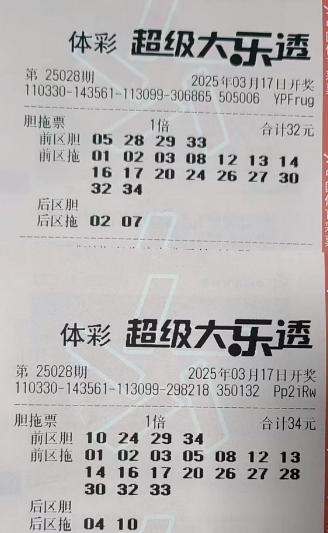 体彩 超级大乐透
第 25028期 2025年03月17日开奖
110330-143561-113099-306865 505006 YPFrug
胆拖票 1倍 合计32元
前区胆 05 28 29 33
前区拖 01 02 03 08 12 13 14
16 17 20 24 26 27 30
32 34
后区胆
后区拖 02 07
体彩 超级大乐透
第 25028期 2025年03月17日开奖
110330-143561-113099-298218 350132 Pp2iRw
胆拖票 1倍 合计34元
前区胆 10 24 29 34
前区拖 01 02 03 05 08 12 13
14 16 17 20 26 27 28
30 32 33
后区胆
后区拖 04 10